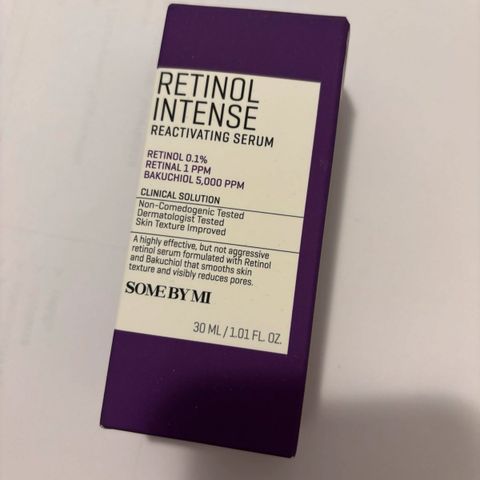 RETINOL
INTENSE
REACTIVATING SERUM
RETINOL 0.1%
RETINAL 1 PPM
BAKUCHIOL 5,000 PPM
CLINICAL SOLUTION
Non-Comedogenic Tested
Dermatologist Tested
Skin Texture Improved
A highly effective, but not aggressive
retinol serum formulated with Retinol
and Bakuchiol that smooths skin
texture and visibly reduces pores.
SOME BY MI
30 ML / 1.01 FL. OZ.